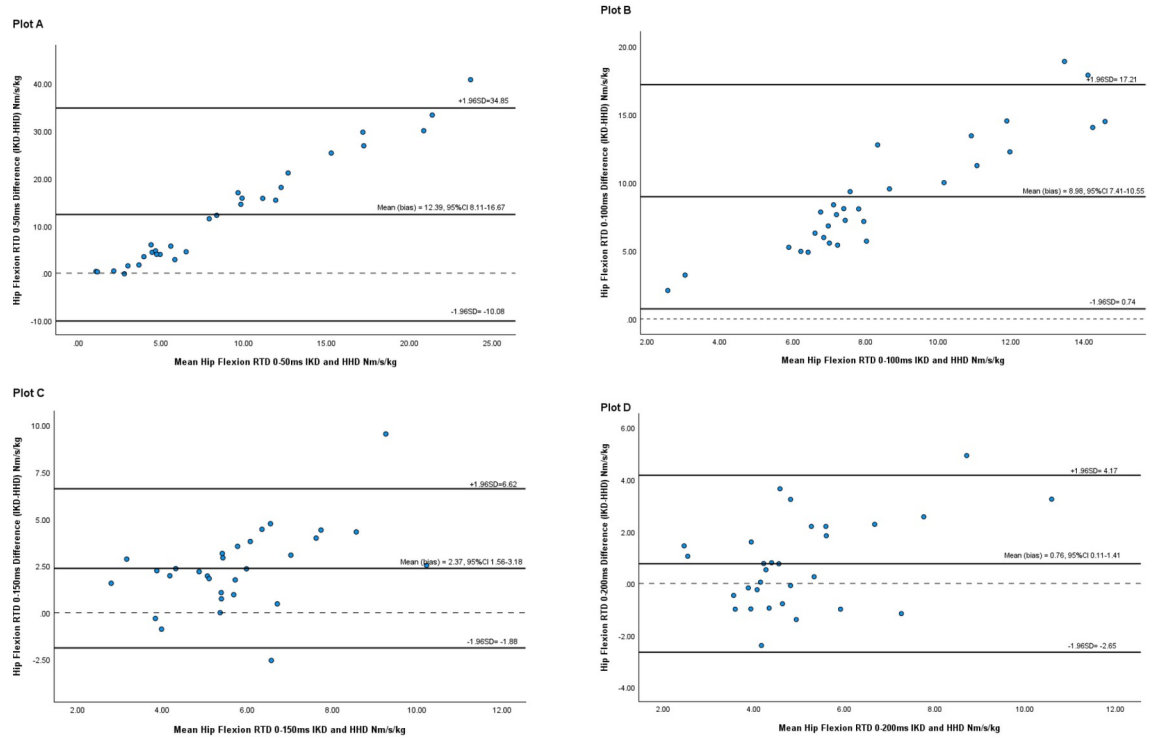 Plot A
Hip Flexion RTD 0-50ms Difference (IKD-HHD) Nm/s/kg
40.00
30.00
20.00
10.00
.00
-10.00
+1.96SD=34.85
Mean (bias) = 12.39, 95%CI 8.11-16.67
-1.96SD= -10.08
.00 5.00 10.00 15.00 20.00 25.00
Mean Hip Flexion RTD 0-50ms IKD and HHD Nm/s/kg
Plot B
Hip Flexion RTD 0-100ms Difference (IKD-HHD) Nm/s/kg
20.00
15.00
10.00
5.00
.00
+1.96SD= 17.21
Mean (bias) = 8.98, 95%CI 7.41-10.55
-1.96SD= 0.74
2.00 4.00 6.00 8.00 10.00 12.00 14.00
Mean Hip Flexion RTD 0-100ms IKD and HHD Nm/s/kg
Plot C
Hip Flexion RTD 0-150ms Difference (IKD-HHD) Nm/s/kg
10.00
7.50
5.00
2.50
.00
-2.50
+1.96SD=6.62
Mean (bias) = 2.37, 95%CI 1.56-3.18
-1.96SD= -1.88
2.00 4.00 6.00 8.00 10.00
Mean Hip Flexion RTD 0-150ms IKD and HHD Nm/s/kg
Plot D
Hip Flexion RTD 0-200ms Difference (IKD-HHD) Nm/s/kg
6.00
4.00
2.00
.00
-2.00
-4.00
+1.96SD= 4.17
Mean (bias) = 0.76, 95%CI 0.11-1.41
-1.96SD= -2.65
2.00 4.00 6.00 8.00 10.00 12.00
Mean Hip Flexion RTD 0-200ms IKD and HHD Nm/s/kg